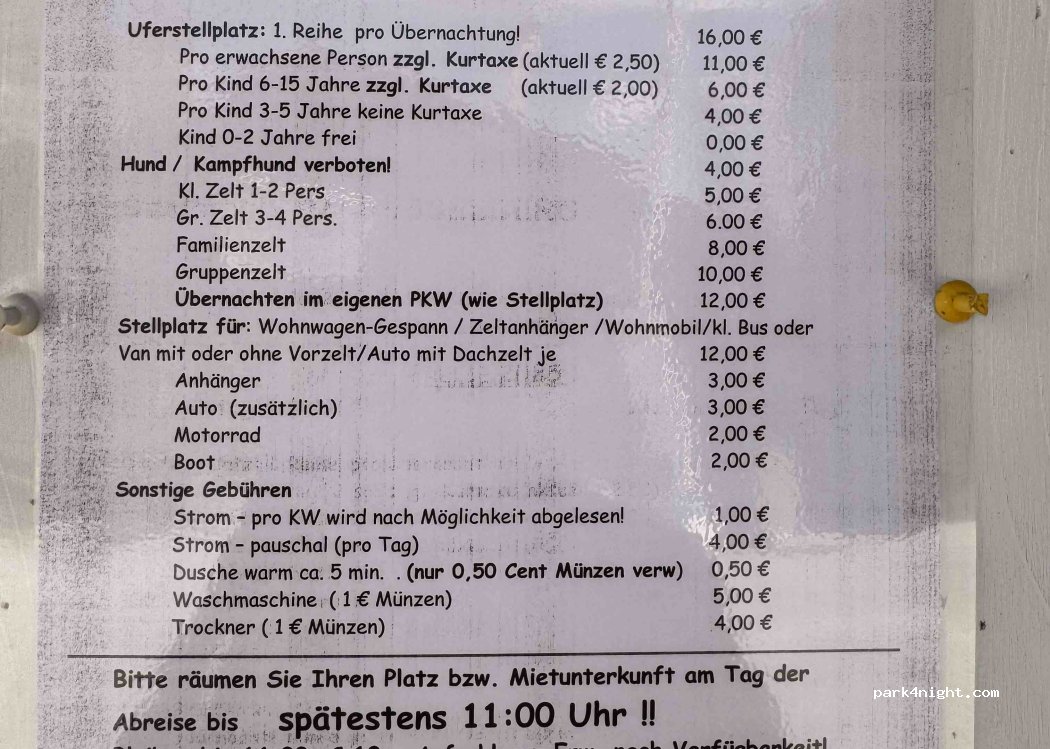 Uferstellplatz: 1. Reihe pro Übernachtung! 16,00 €
Pro erwachsene Person zzgl. Kurtaxe (aktuell € 2,50) 11,00 €
Pro Kind 6-15 Jahre zzgl. Kurtaxe (aktuell € 2,00) 6,00 €
Pro Kind 3-5 Jahre keine Kurtaxe 4,00 €
Kind 0-2 Jahre frei 0,00 €
Hund / Kampfhund verboten! 4,00 €
Kl. Zelt 1-2 Pers 5,00 €
Gr. Zelt 3-4 Pers. 6.00 €
Familienzelt 8,00 €
Gruppenzelt 10,00 €
Übernachten im eigenen PKW (wie Stellplatz) 12,00 €
Stellplatz für: Wohnwagen-Gespann / Zeltanhänger /Wohnmobil/kl. Bus oder
Van mit oder ohne Vorzelt/Auto mit Dachzelt je 12,00 €
Anhänger 3,00 €
Auto (zusätzlich) 3,00 €
Motorrad 2,00 €
Boot 2,00 €
Sonstige Gebühren
Strom - pro KW wird nach Möglichkeit abgelesen! 1,00 €
Strom - pauschal (pro Tag) 4,00 €
Dusche warm ca. 5 min. . (nur 0,50 Cent Münzen verw) 0,50 €
Waschmaschine ( 1 € Münzen) 5,00 €
Trockner ( 1 € Münzen) 4,00 €
Bitte räumen Sie Ihren Platz bzw. Mietunterkunft am Tag der
Abreise bis spätestens 11:00 Uhr !!
nach Verfügbarkeit!
park4night.com